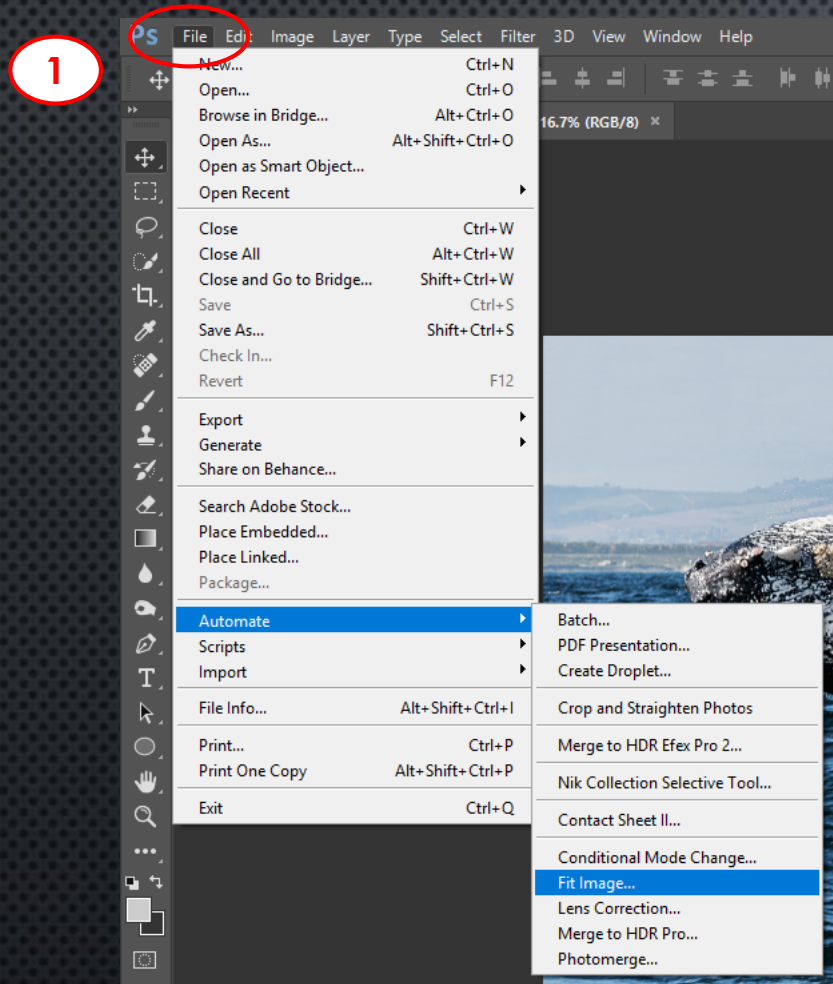 1
Ps File Edit Image Layer Type Select Filter 3D View Window Help
16.7% (RGB/8) ×
New... Ctrl+N
Open... Ctrl+O
Browse in Bridge... Alt+Ctrl+O
Open As... Alt+Shift+Ctrl+O
Open as Smart Object...
Open Recent
Close Ctrl+W
Close All Alt+Ctrl+W
Close and Go to Bridge... Shift+Ctrl+W
Save Ctrl+S
Save As... Shift+Ctrl+S
Check In...
Revert F12
Export
Generate
Share on Behance...
Search Adobe Stock...
Place Embedded...
Place Linked...
Package...
Automate
Scripts
Import
File Info... Alt+Shift+Ctrl+I
Print... Ctrl+P
Print One Copy Alt+Shift+Ctrl+P
Exit Ctrl+Q
Batch...
PDF Presentation...
Create Droplet...
Crop and Straighten Photos
Merge to HDR Efex Pro 2...
Nik Collection Selective Tool...
Contact Sheet II...
Conditional Mode Change...
Fit Image...
Lens Correction...
Merge to HDR Pro...
Photomerge...